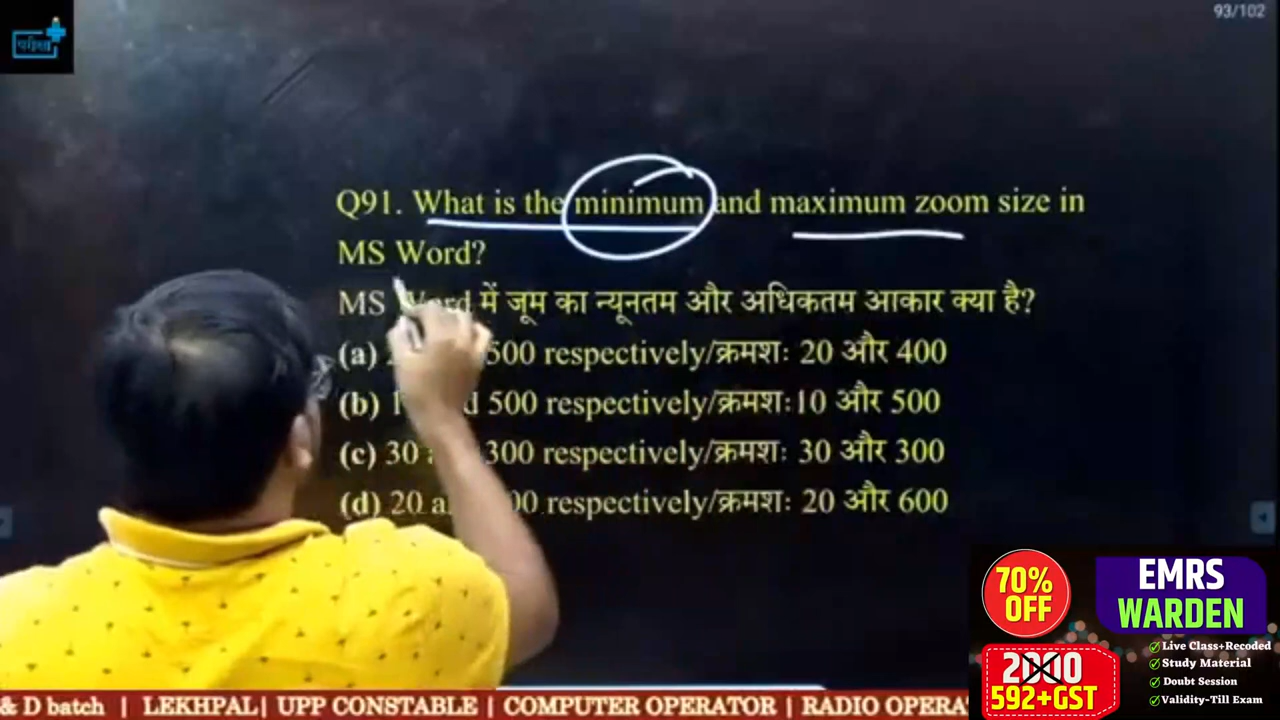 93/102
परीक्षा
Q91. What is the minimum and maximum zoom size in
MS Word?
MS Word में जूम का न्यूनतम और अधिकतम आकार क्या है?
(a) 500 respectively/क्रमशः 20 और 400
(b) 500 respectively/क्रमशः:10 और 500
(c) 30 300 respectively/क्रमशः 30 और 300
(d) 20 respectively/क्रमशः 20 और 600
70%
OFF
EMRS
WARDEN
2000
592+GST
Live Class+Recoded
Study Material
Doubt Session
Validity-Till Exam
& D batch | LEKHPAL| UPP CONSTABLE | COMPUTER OPERATOR | RADIO OPERA